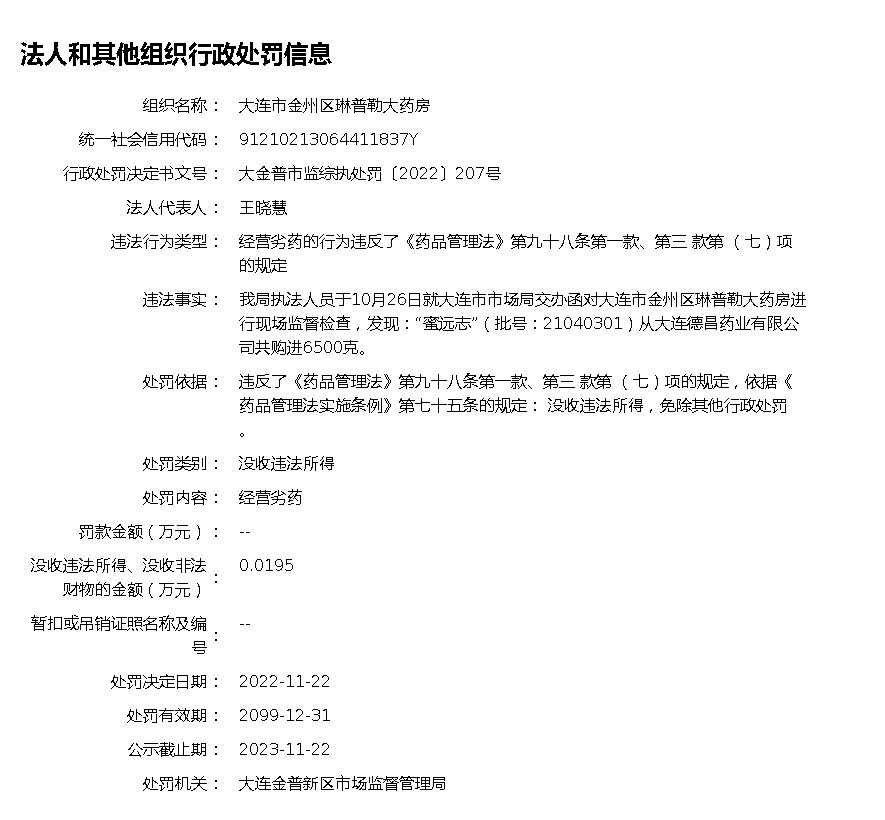 法人和其他组织行政处罚信息
组织名称： 大连市金州区琳普勒大药房
统一社会信用代码： 91210213064411837Y
行政处罚决定书文号： 大金普市监综执处罚〔2022〕207号
法人代表人： 王晓慧
违法行为类型： 经营劣药的行为违反了《药品管理法》第九十八条第一款、第三 款第 （七）项
的规定
违法事实： 我局执法人员于10月26日就大连市市场局交办函对大连市金州区琳普勒大药房进
行现场监督检查，发现：“蜜远志”（批号：21040301）从大连德昌药业有限公
司共购进6500克。
处罚依据： 违反了《药品管理法》第九十八条第一款、第三 款第 （七）项的规定，依据《
药品管理法实施条例》第七十五条的规定： 没收违法所得，免除其他行政处罚
。
处罚类别： 没收违法所得
处罚内容： 经营劣药
罚款金额（万元）： --
没收违法所得、没收非法
财物的金额（万元）： 0.0195
暂扣或吊销证照名称及编
号： --
处罚决定日期： 2022-11-22
处罚有效期： 2099-12-31
公示截止期： 2023-11-22
处罚机关： 大连金普新区市场监督管理局